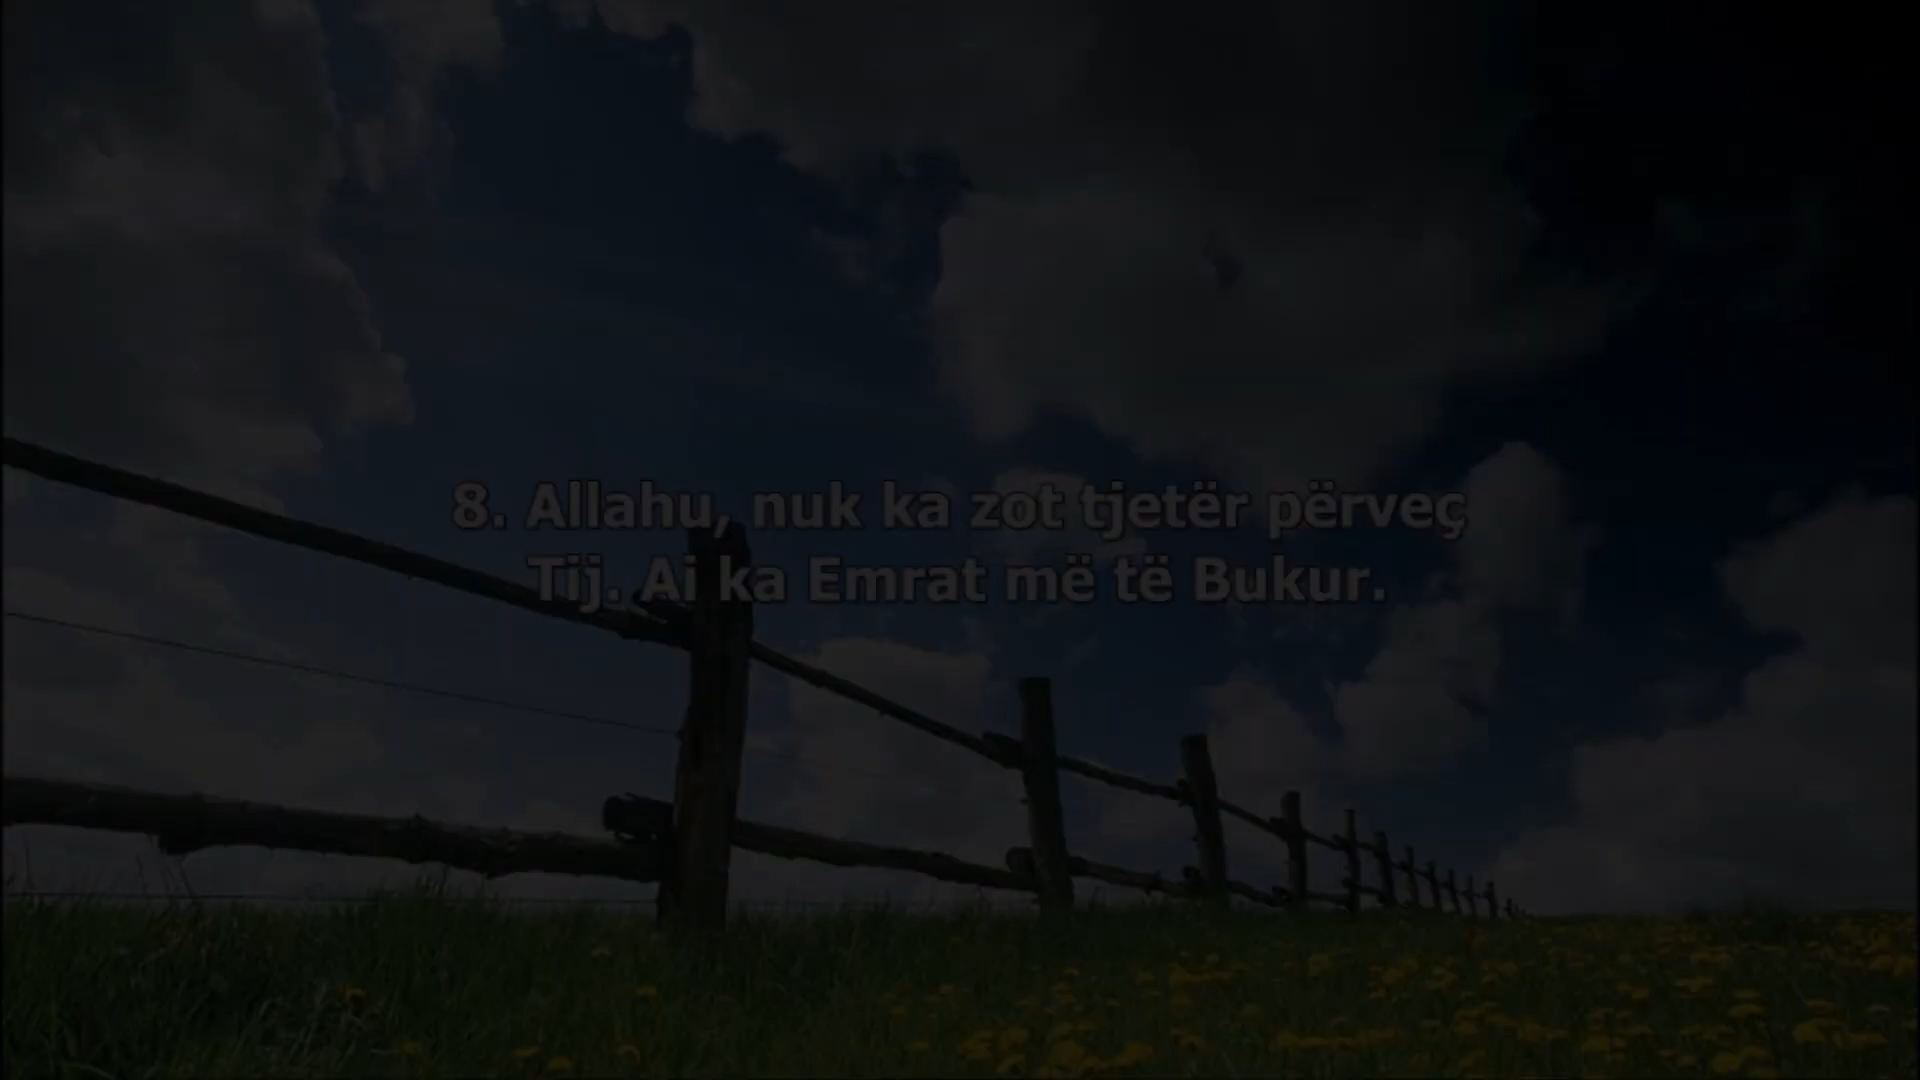 8. Allahu, nuk ka zot tjetër përveç
Tij. Ai ka Emrat më të Bukur.